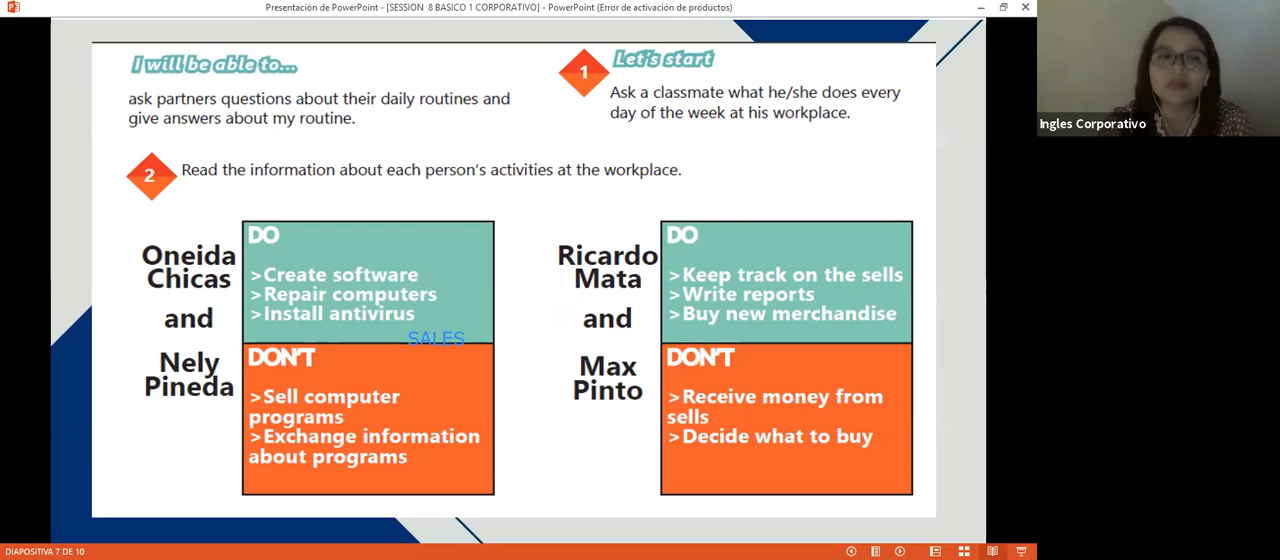 Presentación de PowerPoint - [SESSION 8 BASICO 1 CORPORATIVO] - PowerPoint (Error de activación de productos)
I will be able to...
ask partners questions about their daily routines and
give answers about my routine.
1
Let's start
Ask a classmate what he/she does every
day of the week at his workplace.
2
Read the information about each person's activities at the workplace.
Oneida
Chicas
and
Nely
Pineda
DO
>Create software
>Repair computers
>Install antivirus
SALES
DON'T
>Sell computer
programs
>Exchange information
about programs
Ricardo
Mata
and
Max
Pinto
DO
>Keep track on the sells
>Write reports
>Buy new merchandise
DON'T
>Receive money from
sells
>Decide what to buy
Ingles Corporativo
DIAPOSITIVA 7 DE 10